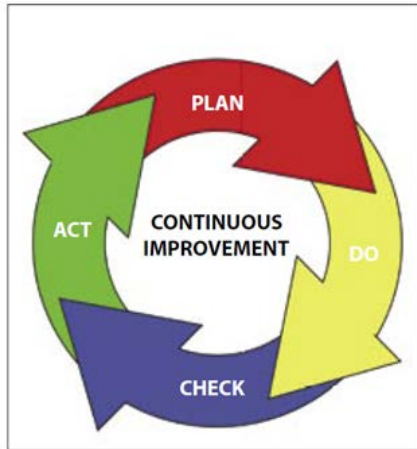 PLAN
ACT
CONTINUOUS
IMPROVEMENT
DO
CHECK